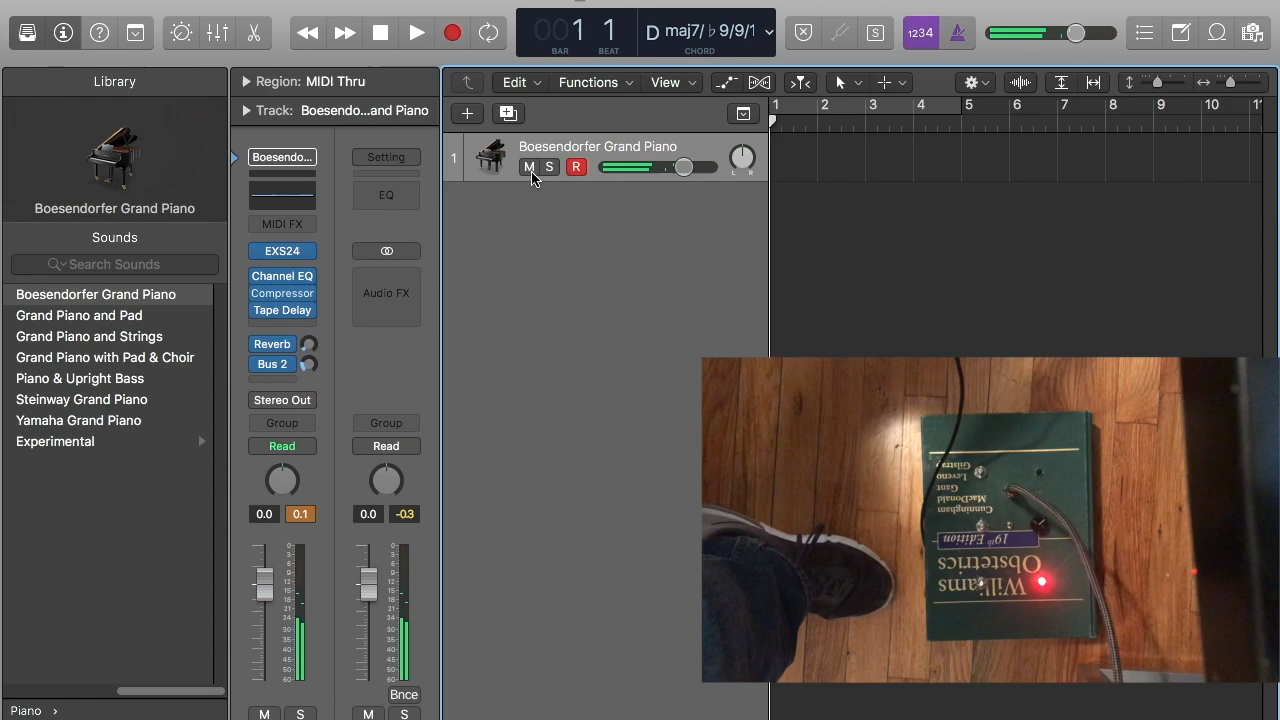 1 1
BAR BEAT
D maj7/♭9/9/1
CHORD
S
1234
Library
Region: MIDI Thru
Track: Boesendo...and Piano
Edit
Functions
View
1 2 3 4 5 6 7 8 9 10
Boesendorfer Grand Piano
Sounds
Search Sounds
Boesendorfer Grand Piano
Grand Piano and Pad
Grand Piano and Strings
Grand Piano with Pad & Choir
Piano & Upright Bass
Steinway Grand Piano
Yamaha Grand Piano
Experimental
Piano
Boesendo...
MIDI FX
EXS24
Channel EQ
Compressor
Tape Delay
Reverb
Bus 2
Stereo Out
Group
Read
0.0 0.1
M S
Setting
EQ
Audio FX
Group
Read
0.0 -0.3
Bnce
M S
1
Boesendorfer Grand Piano
M S R
L R
Williams
Obstetrics
19th Edition
Cunningham
MacDonald
Gant
Leveno
Gilstrap